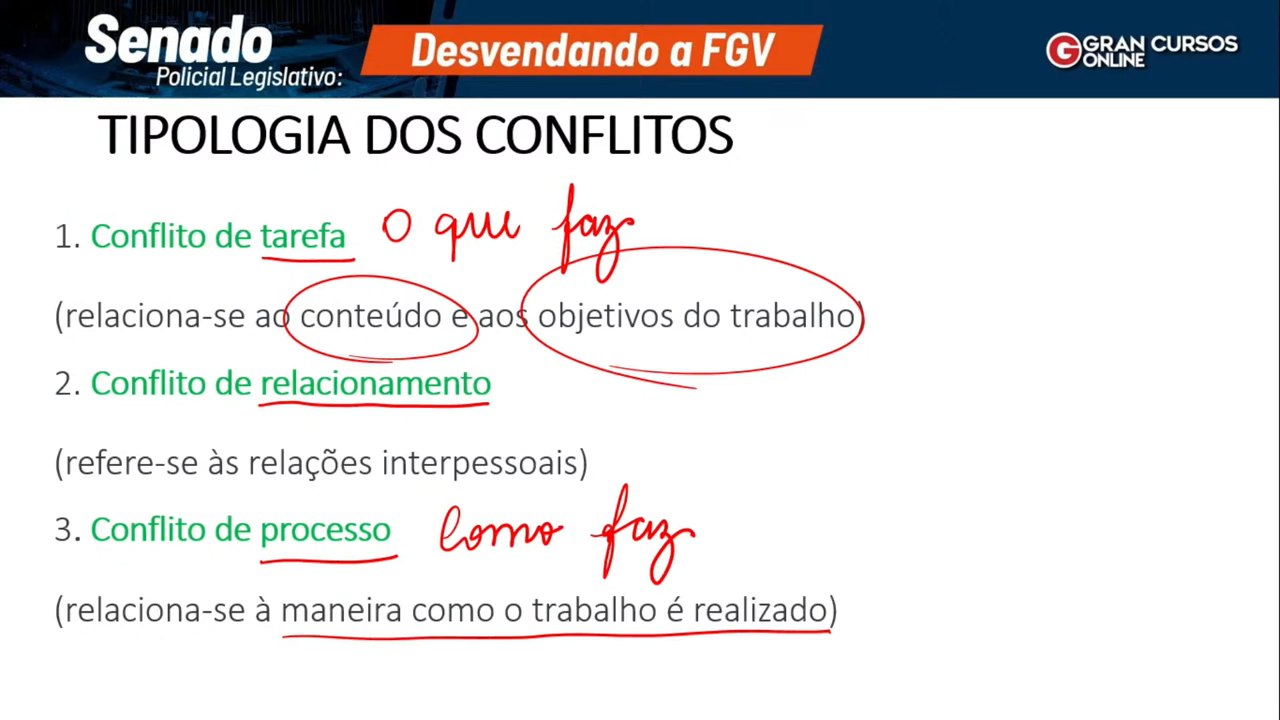 Senado
Policial Legislativo:
Desvendando a FGV
GRAN CURSOS
ONLINE
TIPOLOGIA DOS CONFLITOS
1. Conflito de tarefa O que faz
(relaciona-se ao conteúdo e aos objetivos do trabalho)
2. Conflito de relacionamento
(refere-se às relações interpessoais)
3. Conflito de processo Como faz
(relaciona-se à maneira como o trabalho é realizado)